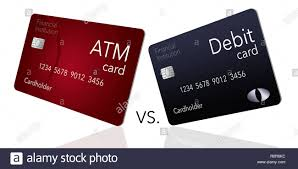 Financial
Institution
ATM
card
1234 5678 9012 3456
Cardholder
vs.
Financial
Institution
Debit
card
1234 5678 9012 3456
Cardholder
alamy stock photo